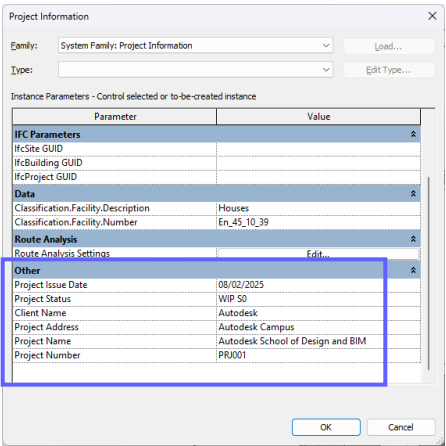 Project Information
Family: System Family: Project Information Load...
Type: Edit Type...
Instance Parameters - Control selected or to-be-created instance
Parameter Value
IFC Parameters
IfcSite GUID
IfcBuilding GUID
IfcProject GUID
Data
Classification.Facility.Description Houses
Classification.Facility.Number En_45_10_39
Route Analysis
Route Analysis Settings Edit...
Other
Project Issue Date 08/02/2025
Project Status WIP S0
Client Name Autodesk
Project Address Autodesk Campus
Project Name Autodesk School of Design and BIM
Project Number PRJ001
OK Cancel